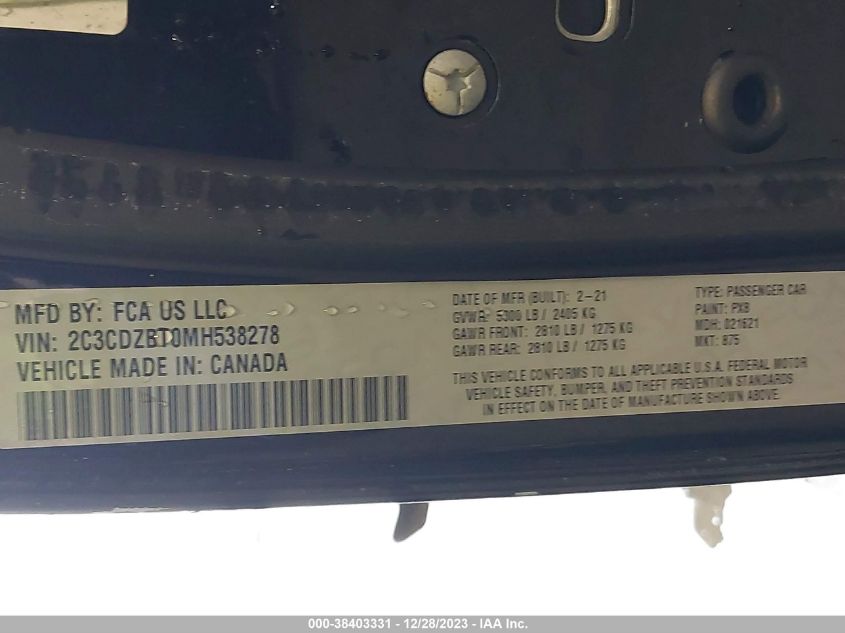 MFD BY: FCA US LLC
VIN: 2C3CDZBT0MH538278
VEHICLE MADE IN: CANADA
DATE OF MFR (BUILT): 2-21
GVWR: 5300 LB / 2405 KG
GAWR FRONT: 2810 LB / 1275 KG
GAWR REAR: 2810 LB / 1275 KG
TYPE: PASSENGER CAR
PAINT: PX8
MDH: 021621
MKT: 875
THIS VEHICLE CONFORMS TO ALL APPLICABLE U.S.A. FEDERAL MOTOR
VEHICLE SAFETY, BUMPER, AND THEFT PREVENTION STANDARDS
IN EFFECT ON THE DATE OF MANUFACTURE SHOWN ABOVE.
000-38403331 - 12/28/2023 - IAA Inc.